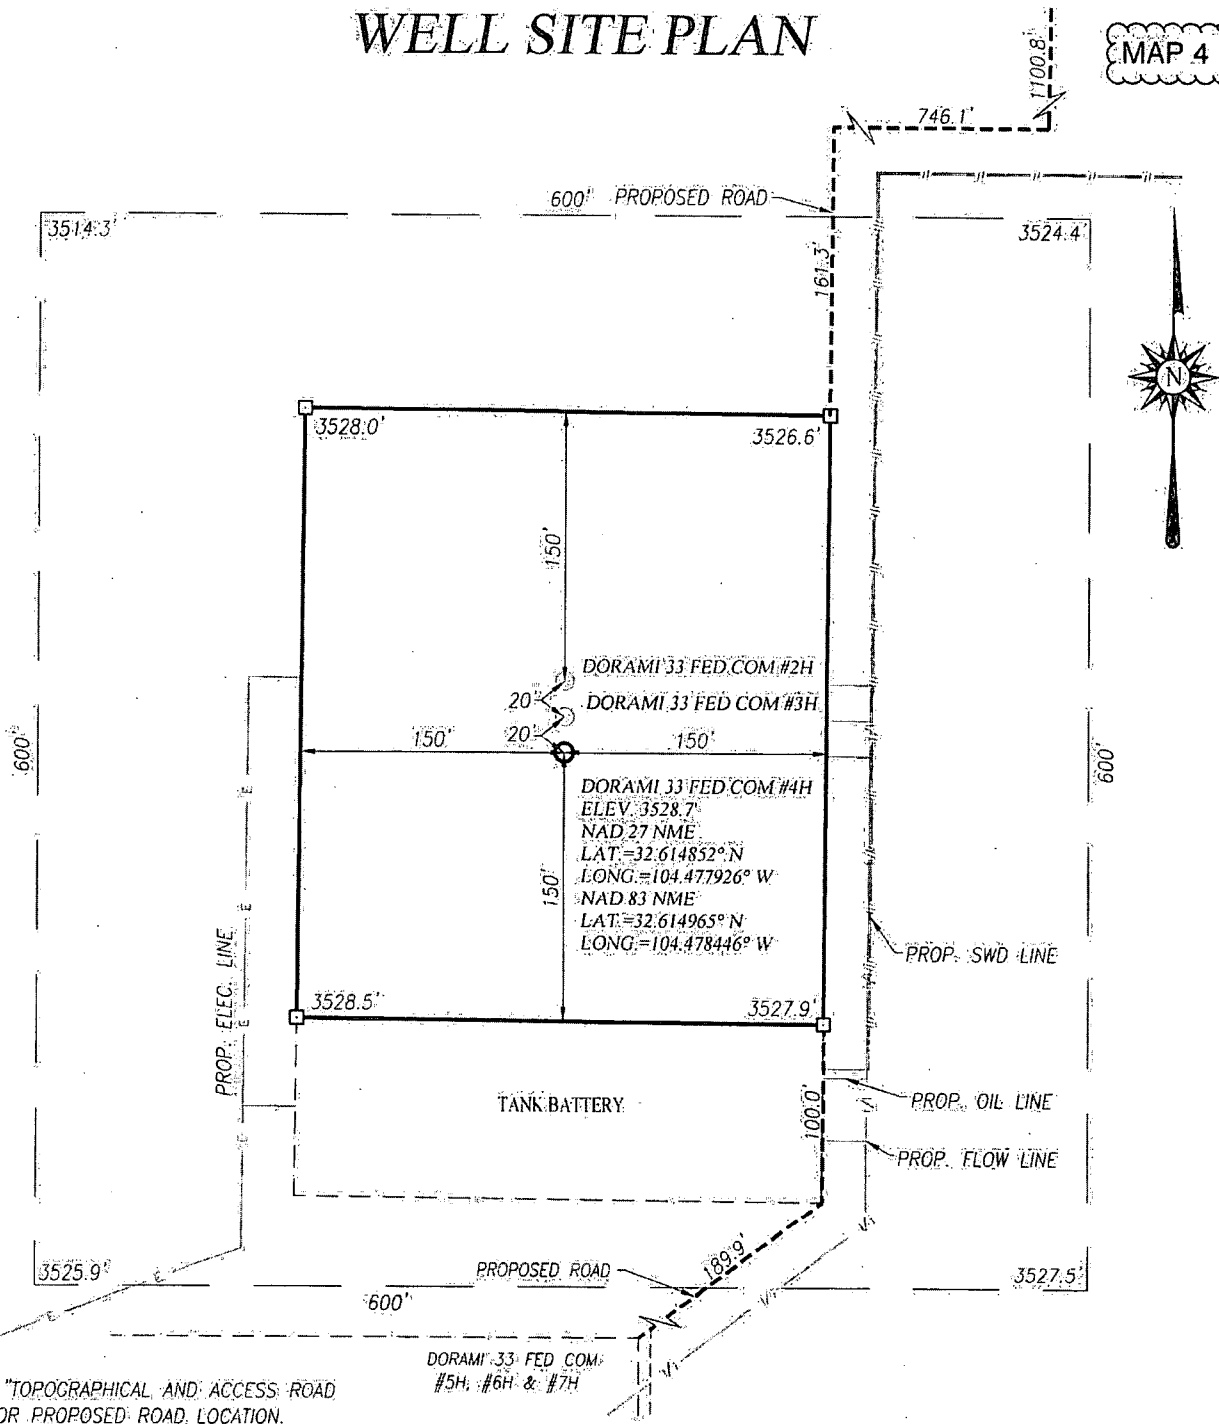 WELL SITE PLAN
MAP 4
1100.8'
746.1'
600' PROPOSED ROAD
3514.3'
3524.4'
161.3'
N
3528.0'
3526.6'
150'
DORAMI 33 FED COM #2H
20'
DORAMI 33 FED COM #3H
20'
150'
150'
600'
600'
DORAMI 33 FED COM #4H
ELEV. 3528.7'
NAD 27 NME
LAT.=32.614852° N
LONG.=104.477926° W
NAD 83 NME
LAT.=32.614965° N
LONG.=104.478446° W
150'
PROP. ELEC. LINE
E
E
E
E
PROP. SWD LINE
3528.5'
3527.9'
TANK BATTERY
100.0'
PROP. OIL LINE
PROP. FLOW LINE
3525.9'
E
E
PROPOSED ROAD
189.9'
3527.5'
600'
DORAMI 33 FED COM
#5H, #6H & #7H
"TOPOGRAPHICAL AND ACCESS ROAD
OR PROPOSED ROAD LOCATION.